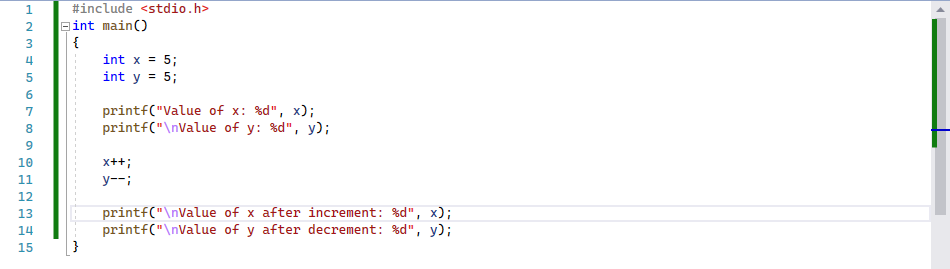 1 #include <stdio.h>
2 int main()
3 {
4 int x = 5;
5 int y = 5;
6
7 printf("Value of x: %d", x);
8 printf("\nValue of y: %d", y);
9
10 x++;
11 y--;
12
13 printf("\nValue of x after increment: %d", x);
14 printf("\nValue of y after decrement: %d", y);
15 }